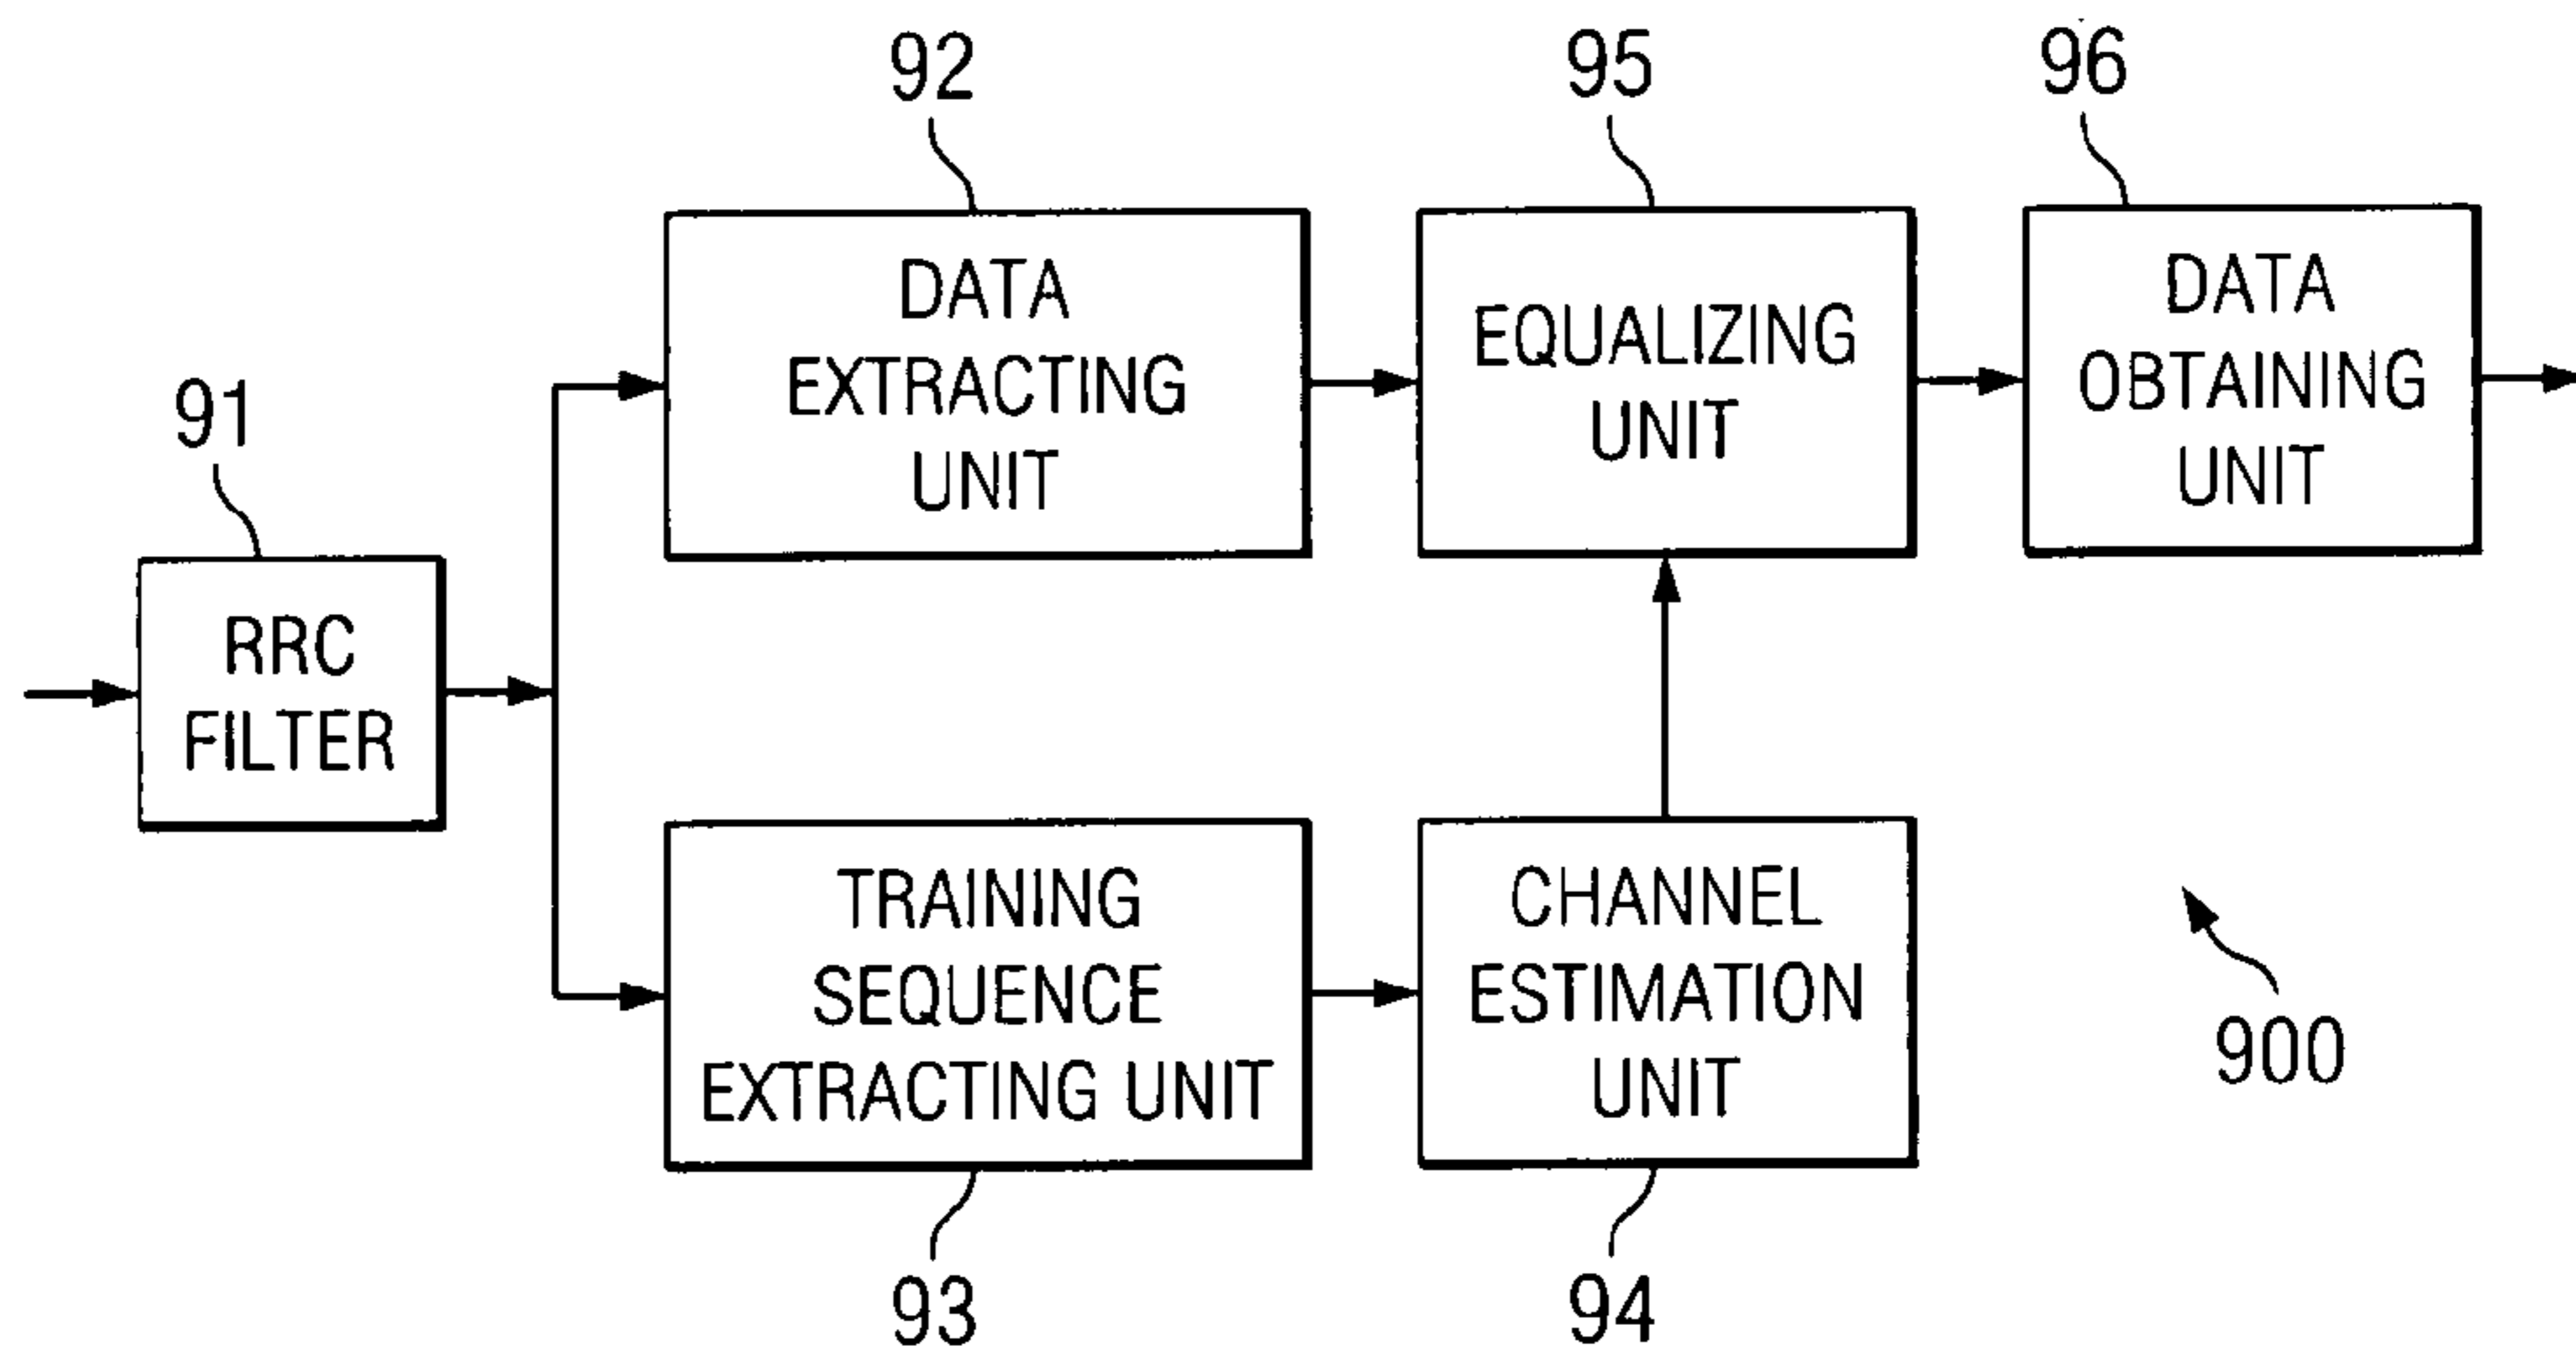 92
95
96
91
DATA
EXTRACTING
UNIT
EQUALIZING
UNIT
DATA
OBTAINING
UNIT
RRC
FILTER
TRAINING
SEQUENCE
EXTRACTING UNIT
CHANNEL
ESTIMATION
UNIT
900
93
94